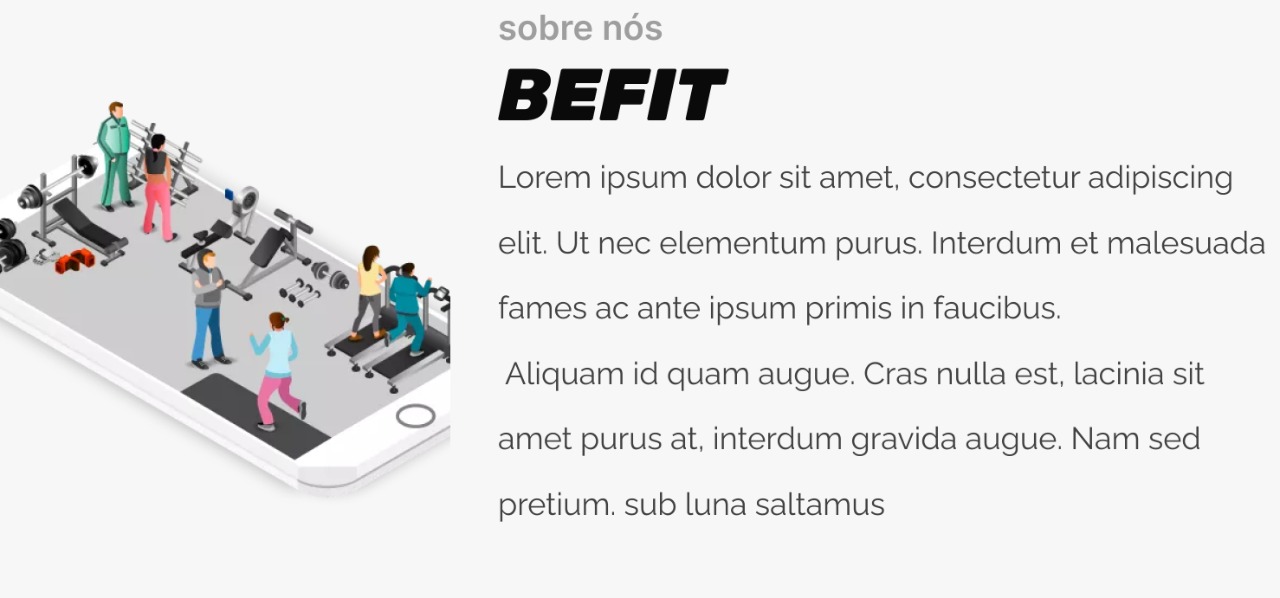 sobre nós
BEFIT
Lorem ipsum dolor sit amet, consectetur adipiscing
elit. Ut nec elementum purus. Interdum et malesuada
fames ac ante ipsum primis in faucibus.
Aliquam id quam augue. Cras nulla est, lacinia sit
amet purus at, interdum gravida augue. Nam sed
pretium. sub luna saltamus